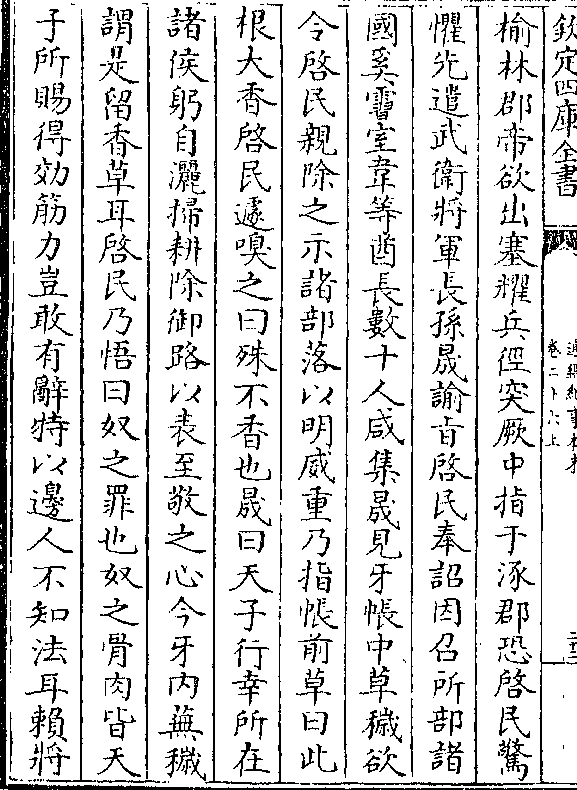 欽定四庫全書
卷二十六上
榆林郡帝欲出塞耀兵徑突厥中指于涿郡恐啓民驚
懼先遣武衛將軍長孫晟諭㫖啓民奉詔因召所部諸
國奚霫室韋等酋長數十人咸集晟見牙帳中草穢欲
令啓民親除之示諸部落以明威重乃指帳前草曰此
根大香啓民遽嗅之曰殊不香也晟曰天子行幸所在
諸侯躬自灑掃耕除御路以表至敬之心今牙内蕪穢
謂是留香草耳啓民乃悟曰奴之罪也奴之骨肉皆天
子所賜得効筋力豈敢有辭特以邊人不知法耳賴將